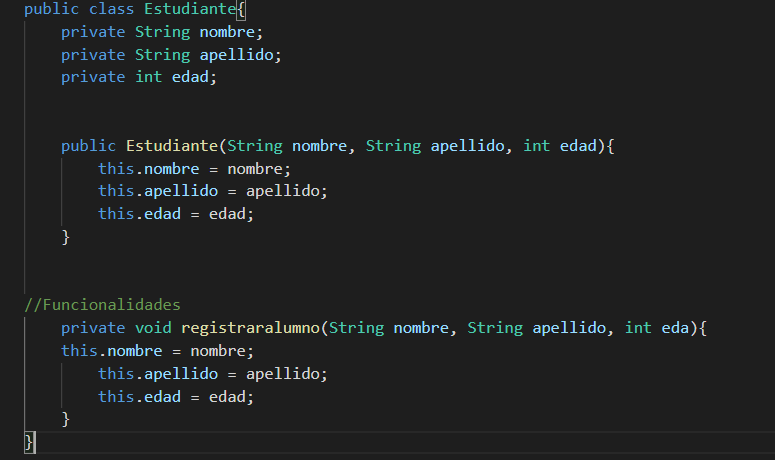 public class Estudiante{
private String nombre;
private String apellido;
private int edad;
public Estudiante(String nombre, String apellido, int edad){
this.nombre = nombre;
this.apellido = apellido;
this.edad = edad;
}
//Funcionalidades
private void registraralumno(String nombre, String apellido, int eda){
this.nombre = nombre;
this.apellido = apellido;
this.edad = edad;
}
}